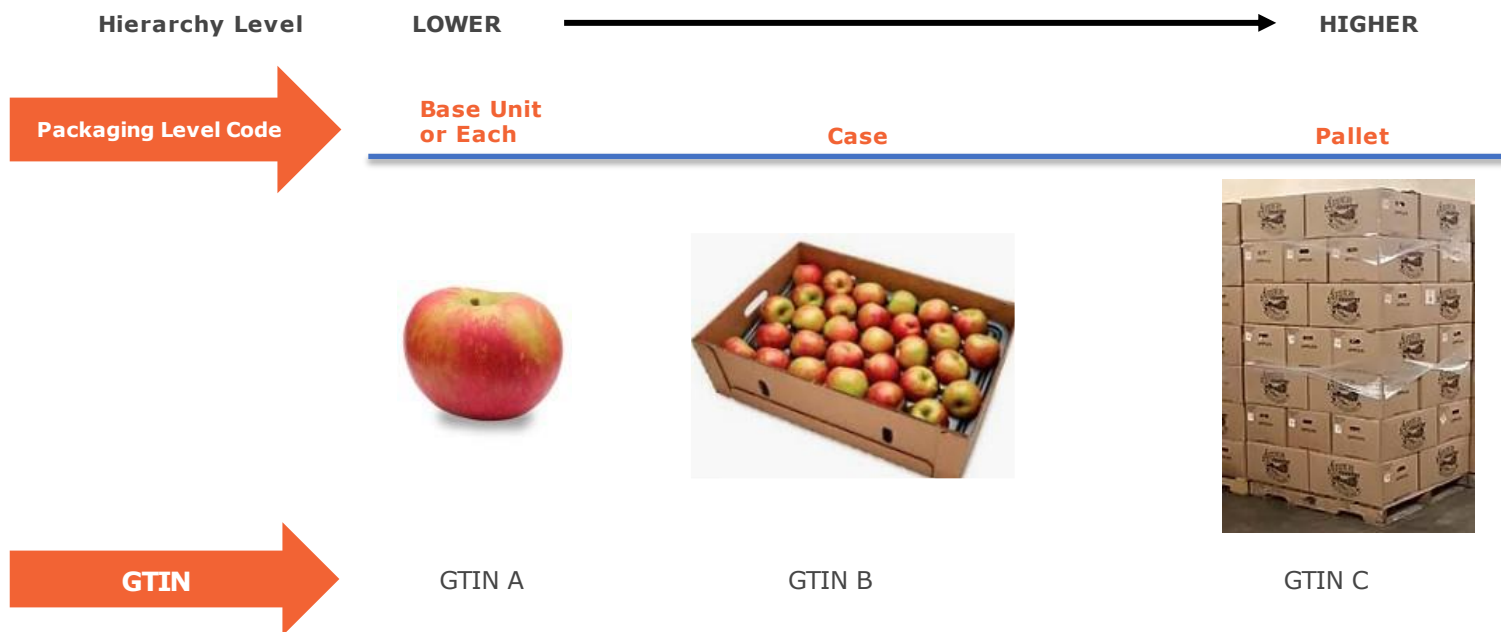 Hierarchy Level LOWER HIGHER
Packaging Level Code
Base Unit
or Each
Case
Pallet
GTIN
GTIN A
GTIN B
GTIN C